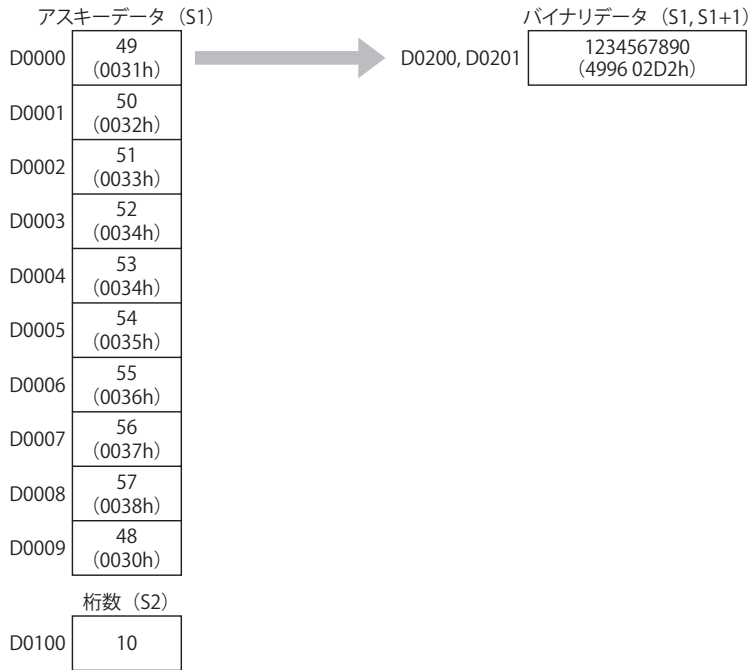 アスキーデータ（S1）
バイナリデータ（S1, S1+1）
D0000
49
（0031h）
D0200, D0201
1234567890
（4996 02D2h）
D0001
50
（0032h）
D0002
51
（0033h）
D0003
52
（0034h）
D0004
53
（0034h）
D0005
54
（0035h）
D0006
55
（0036h）
D0007
56
（0037h）
D0008
57
（0038h）
D0009
48
（0030h）
桁数（S2）
D0100
10